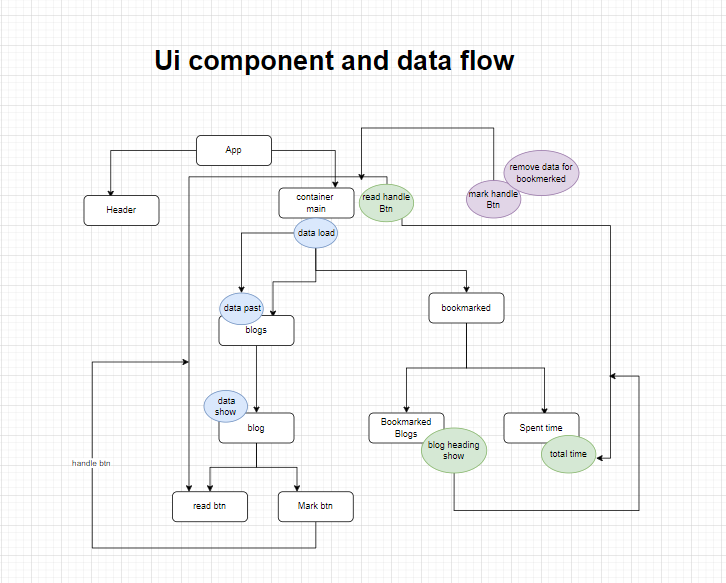 Ui component and data flow
App
remove data for
bookmerked
Header
container
main
read handle
Btn
mark handle
Btn
data load
data past
blogs
bookmarked
data
show
blog
Bookmarked
Blogs
blog heading
show
Spent time
total time
handle btn
read btn
Mark btn